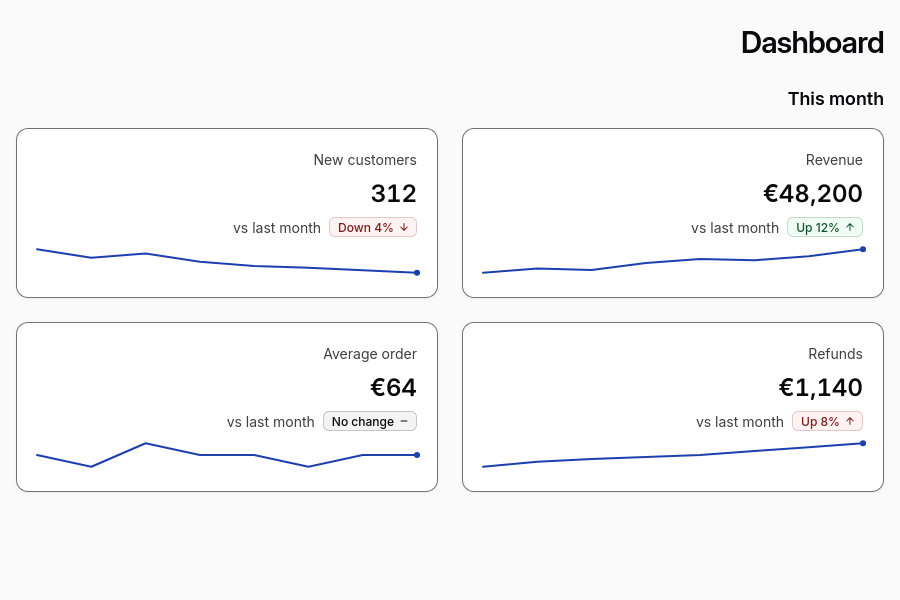 Dashboard
This month
Revenue
€48,200
vs last month Up 12% ↑
New customers
312
vs last month Down 4% ↓
Refunds
€1,140
vs last month Up 8% ↑
Average order
€64
vs last month No change –